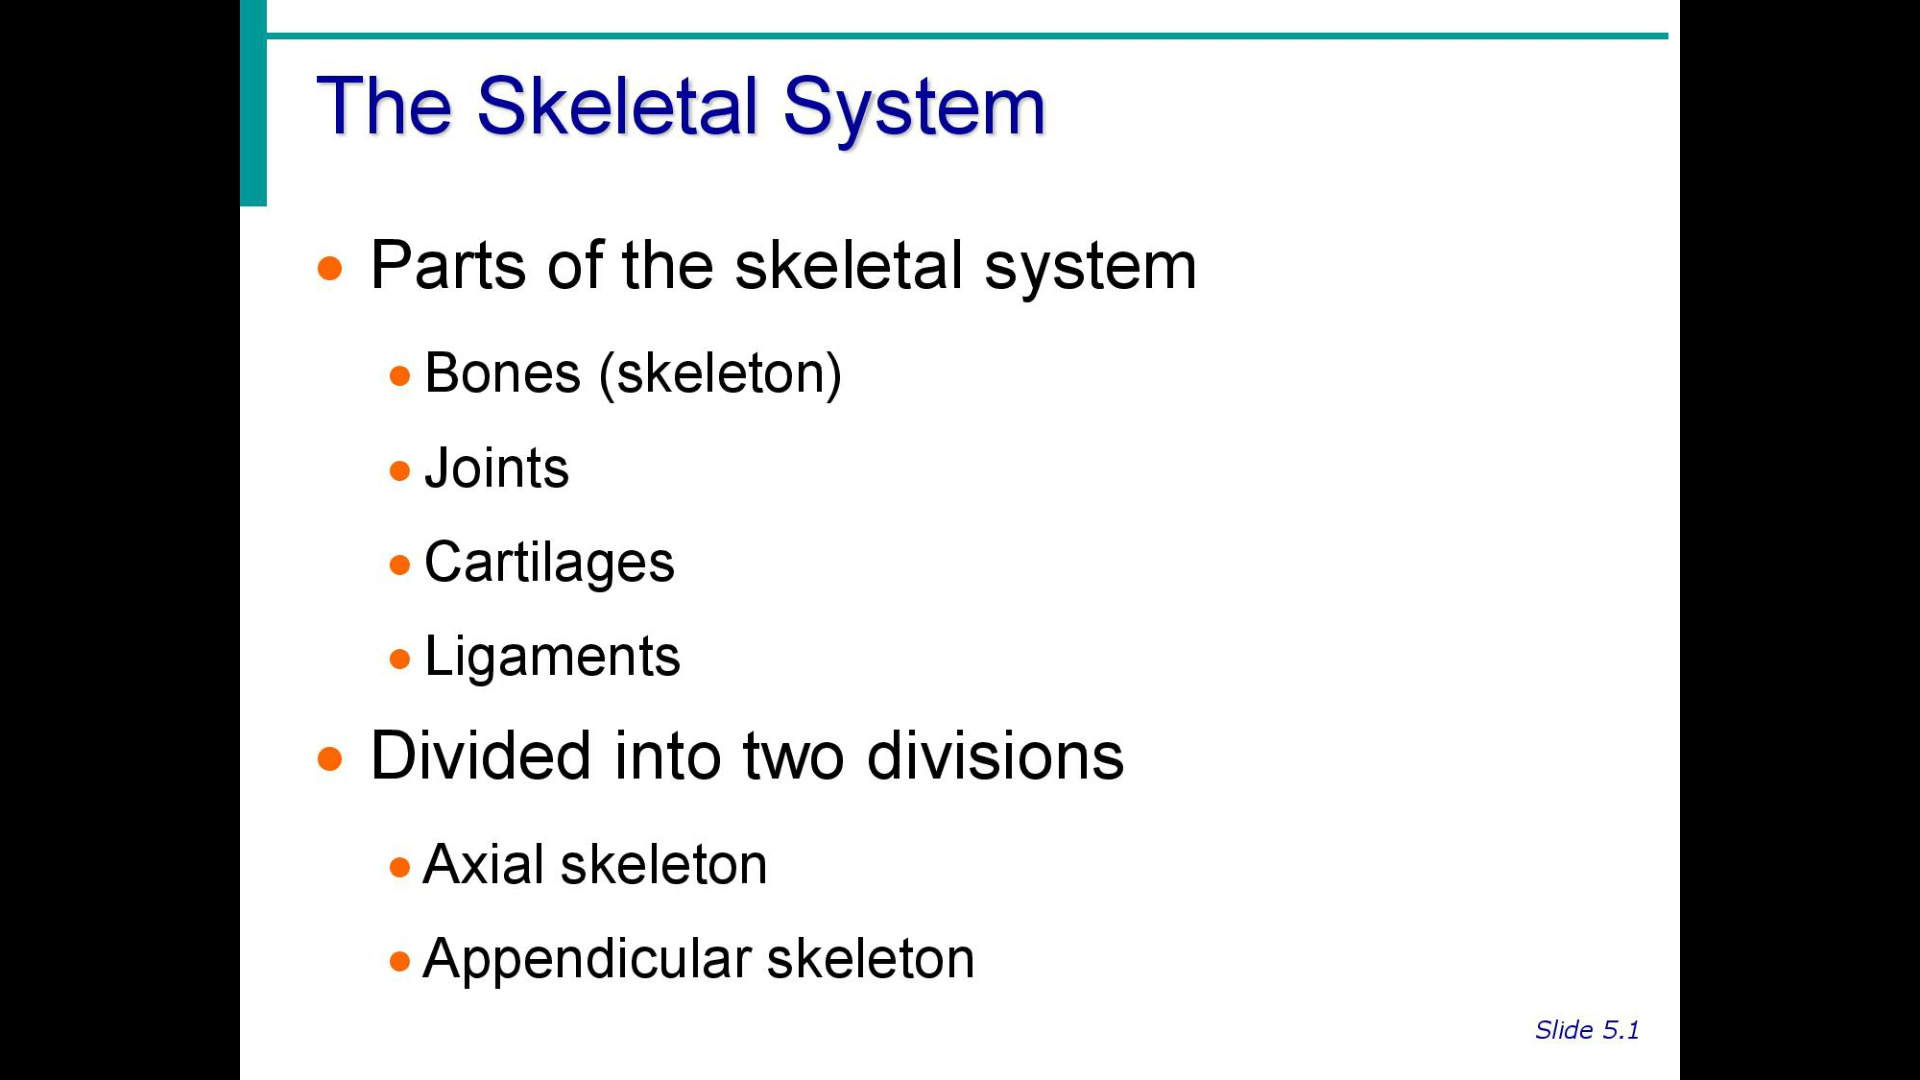 The Skeletal System
• Parts of the skeletal system
• Bones (skeleton)
• Joints
• Cartilages
• Ligaments
• Divided into two divisions
• Axial skeleton
• Appendicular skeleton
Slide 5.1